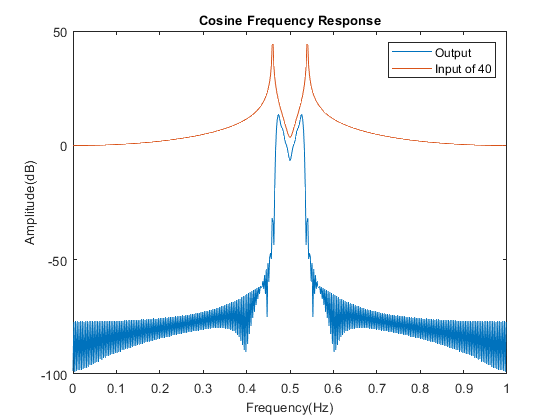 Cosine Frequency Response
Output
Input of 40
Amplitude(dB)
50
0
-50
-100
0 0.1 0.2 0.3 0.4 0.5 0.6 0.7 0.8 0.9 1
Frequency(Hz)